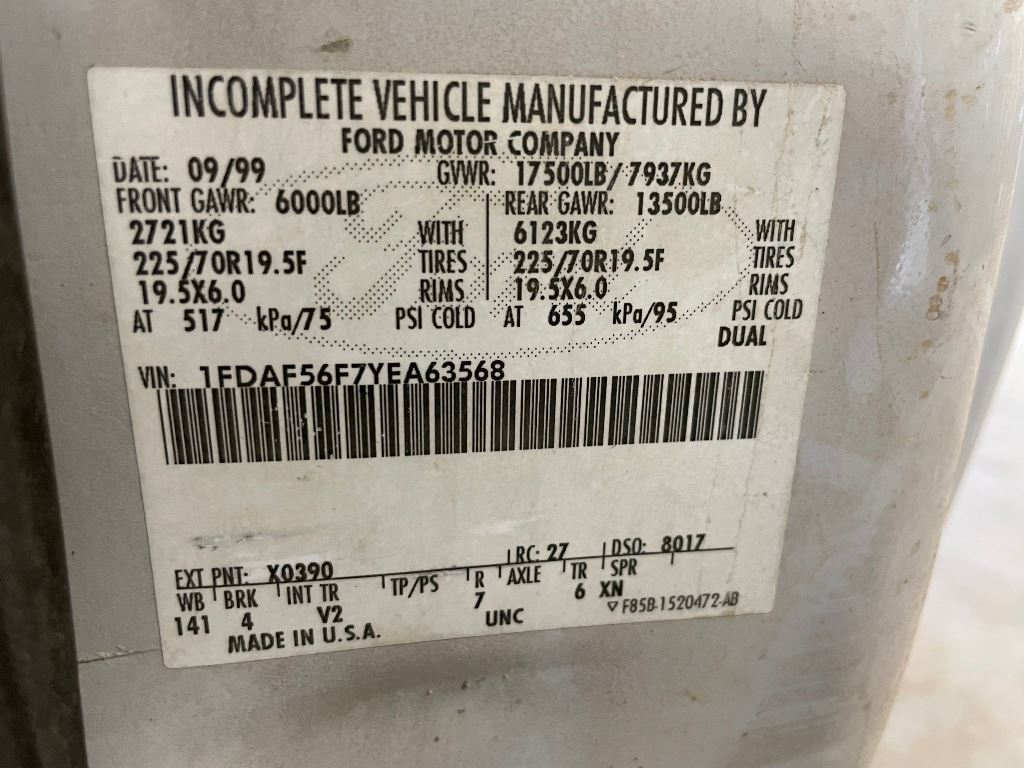 INCOMPLETE VEHICLE MANUFACTURED BY
FORD MOTOR COMPANY
DATE: 09/99 GVWR: 17500LB/7937KG
FRONT GAWR: 6000LB REAR GAWR: 13500LB
2721KG WITH 6123KG WITH
225/70R19.5F TIRES 225/70R19.5F TIRES
19.5X6.0 RIMS 19.5X6.0 RIMS
AT 517 kPa/75 PSI COLD AT 655 kPa/95 PSI COLD
DUAL
VIN: 1FDAF56F7YEA63568
EXT PNT: X0390 RC: 27 DSO: 8017
WB BRK INT TR TP/PS R AXLE TR SPR
141 4 V2 7 6 XN
MADE IN U.S.A. UNC F85B-1520472-AB